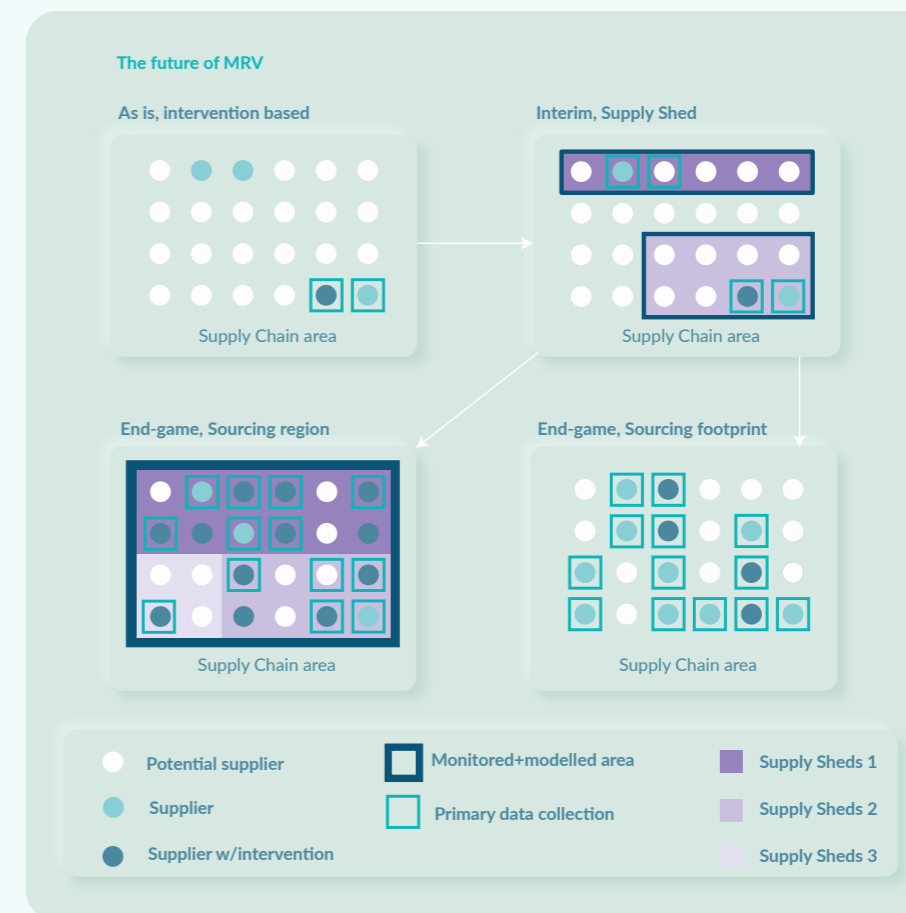 The future of MRV
As is, intervention based
Interim, Supply Shed
Supply Chain area
Supply Chain area
End-game, Sourcing region
End-game, Sourcing footprint
Supply Chain area
Supply Chain area
Potential supplier
Monitored+modelled area
Supply Sheds 1
Supplier
Primary data collection
Supply Sheds 2
Supplier w/intervention
Supply Sheds 3